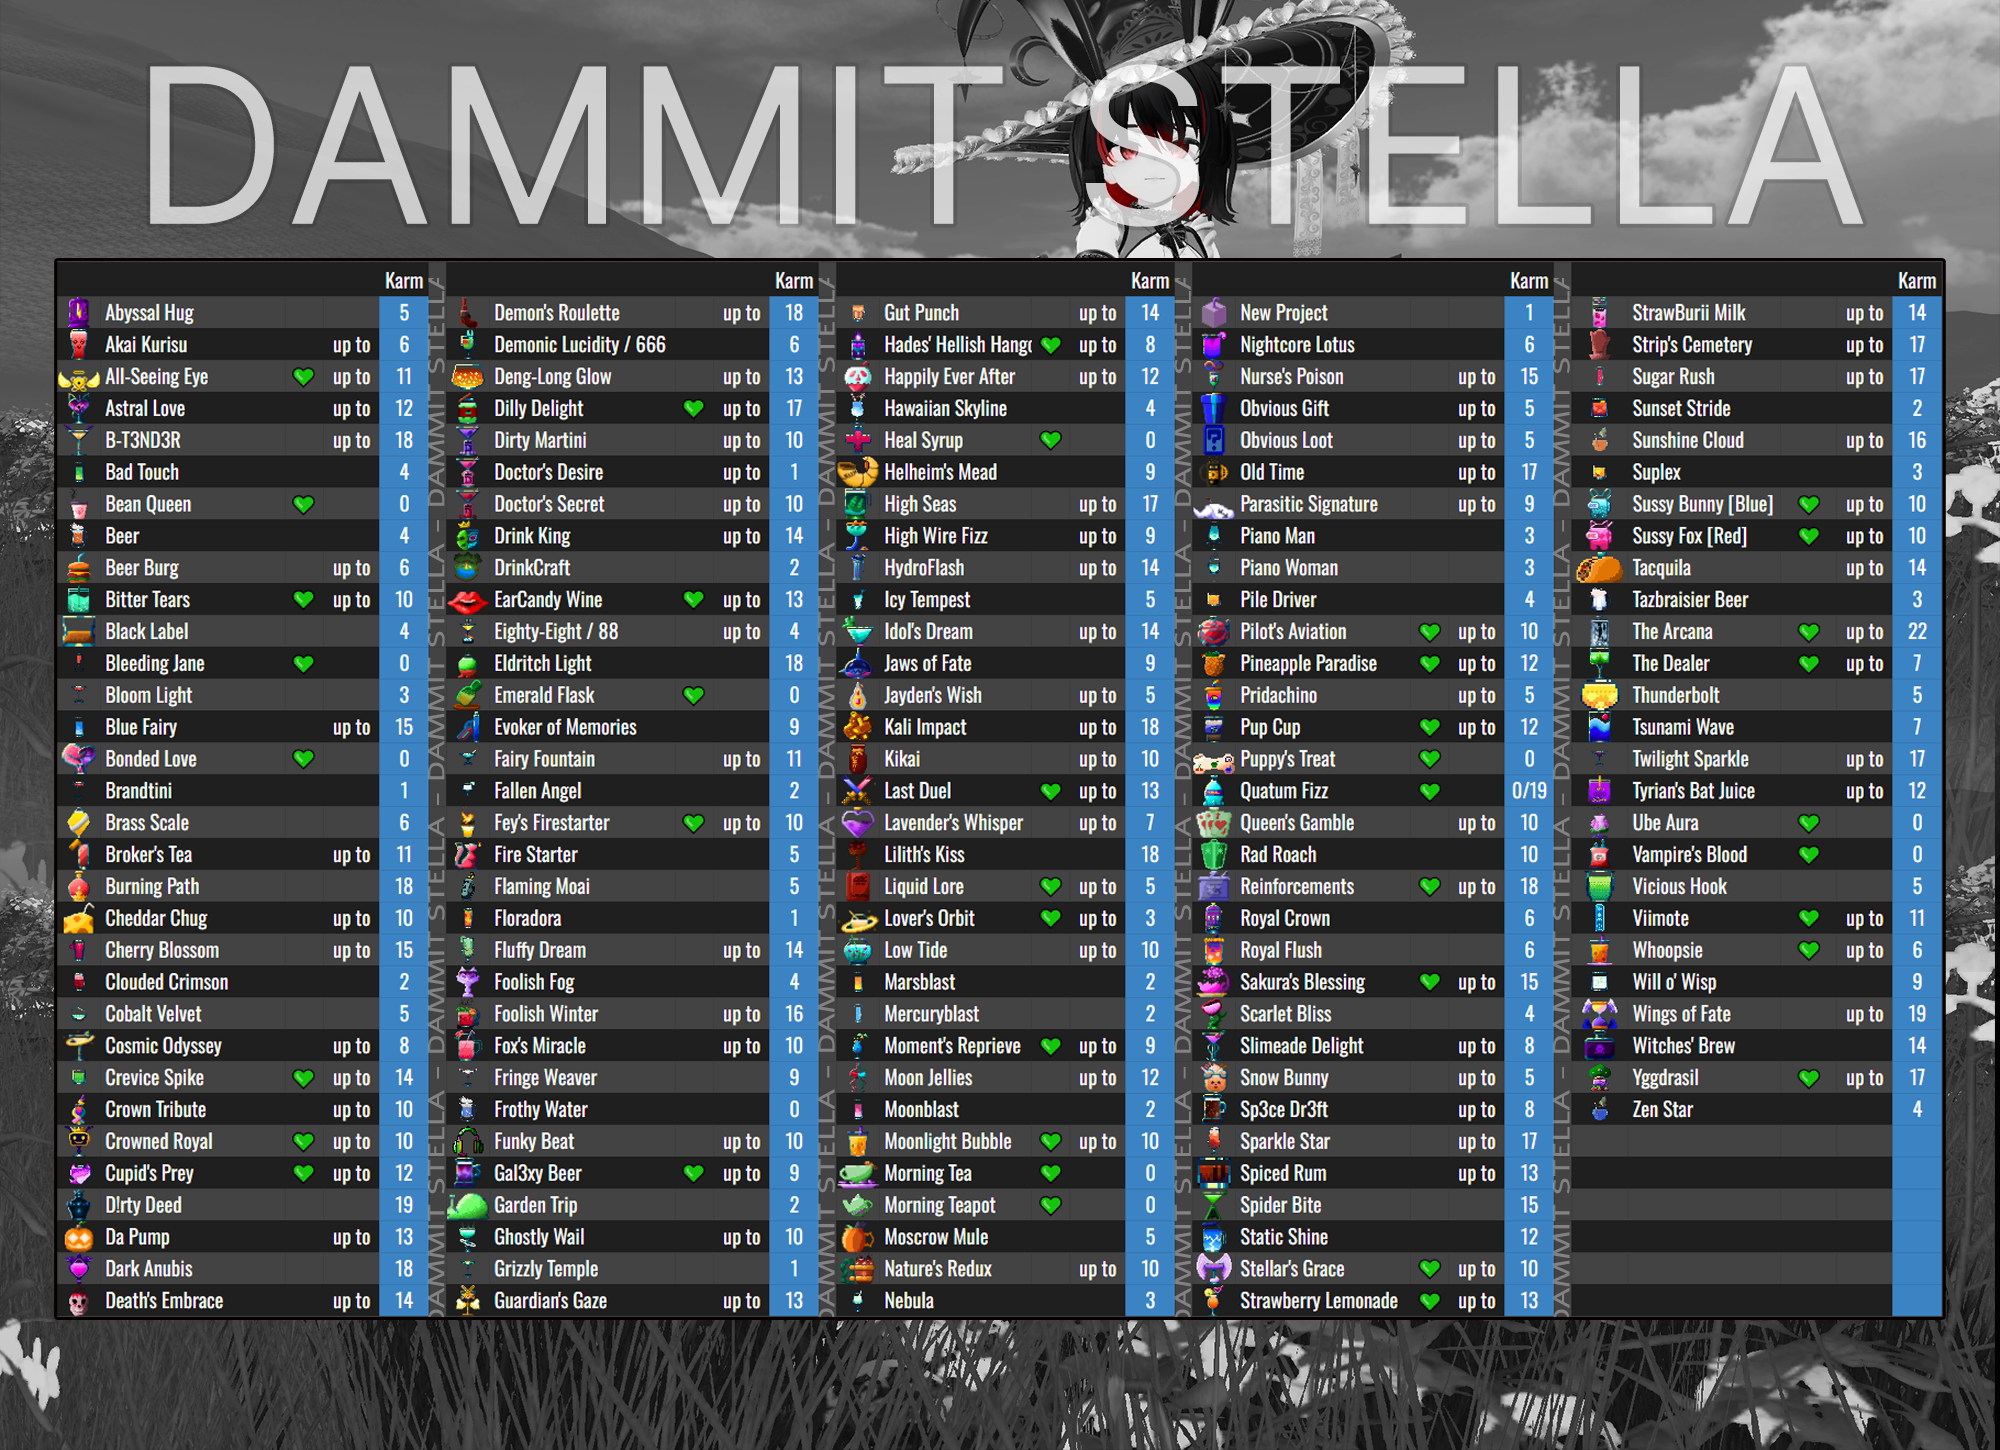 DAMMIT STELLA
Karm
Abyssal Hug 5
Akai Kurisu up to 6
All-Seeing Eye up to 11
Astral Love up to 12
B-T3ND3R up to 18
Bad Touch 4
Bean Queen 0
Beer 4
Beer Burg up to 6
Bitter Tears up to 10
Black Label 4
Bleeding Jane 0
Bloom Light 3
Blue Fairy up to 15
Bonded Love 0
Brandtini 1
Brass Scale 6
Broker's Tea up to 11
Burning Path 18
Cheddar Chug up to 10
Cherry Blossom up to 15
Clouded Crimson 2
Cobalt Velvet 5
Cosmic Odyssey up to 8
Crevice Spike up to 14
Crown Tribute up to 10
Crowned Royal up to 10
Cupid's Prey up to 12
D!rty Deed 19
Da Pump up to 13
Dark Anubis 18
Death's Embrace up to 14
DAMMIT STELLA - DAMMIT STELLA - DAMMIT STELLA
Karm
Demon's Roulette up to 18
Demonic Lucidity / 666 6
Deng-Long Glow up to 13
Dilly Delight up to 17
Dirty Martini up to 10
Doctor's Desire up to 1
Doctor's Secret up to 10
Drink King up to 14
DrinkCraft 2
EarCandy Wine up to 13
Eighty-Eight / 88 up to 4
Eldritch Light 18
Emerald Flask 0
Evoker of Memories 9
Fairy Fountain up to 11
Fallen Angel 2
Fey's Firestarter up to 10
Fire Starter 5
Flaming Moai 5
Floradora 1
Fluffy Dream up to 14
Foolish Fog 4
Foolish Winter up to 16
Fox's Miracle up to 10
Fringe Weaver 9
Frothy Water 0
Funky Beat up to 10
Gal3xy Beer up to 9
Garden Trip 2
Ghostly Wail up to 10
Grizzly Temple 1
Guardian's Gaze up to 13
DAMMIT STELLA - DAMMIT STELLA - DAMMIT STELLA
Karm
Gut Punch up to 14
Hades' Hellish Hang up to 8
Happily Ever After up to 12
Hawaiian Skyline 4
Heal Syrup 0
Helheim's Mead 9
High Seas up to 17
High Wire Fizz up to 9
HydroFlash up to 14
Icy Tempest 5
Idol's Dream up to 14
Jaws of Fate 9
Jayden's Wish up to 5
Kali Impact up to 18
Kikai up to 10
Last Duel up to 13
Lavender's Whisper up to 7
Lilith's Kiss 18
Liquid Lore up to 5
Lover's Orbit up to 3
Low Tide up to 10
Marsblast 2
Mercuryblast 2
Moment's Reprieve up to 9
Moon Jellies up to 12
Moonblast 2
Moonlight Bubble up to 10
Morning Tea 0
Morning Teapot 0
Moscrow Mule 5
Nature's Redux up to 10
Nebula 3
DAMMIT STELLA - DAMMIT STELLA - DAMMIT STELLA
Karm
New Project 1
Nightcore Lotus 6
Nurse's Poison up to 15
Obvious Gift up to 5
Obvious Loot up to 5
Old Time up to 17
Parasitic Signature up to 9
Piano Man 3
Piano Woman 3
Pile Driver 4
Pilot's Aviation up to 10
Pineapple Paradise up to 12
Pridachino up to 5
Pup Cup up to 12
Puppy's Treat 0
Quatum Fizz 0/19
Queen's Gamble up to 10
Rad Roach 10
Reinforcements up to 18
Royal Crown 6
Royal Flush 6
Sakura's Blessing up to 15
Scarlet Bliss 4
Slimeade Delight up to 8
Snow Bunny up to 5
Sp3ce Dr3ft up to 8
Sparkle Star up to 17
Spiced Rum up to 13
Spider Bite 15
Static Shine 12
Stellar's Grace up to 10
Strawberry Lemonade up to 13
DAMMIT STELLA - DAMMIT STELLA - DAMMIT STELLA
Karm
StrawBurii Milk up to 14
Strip's Cemetery up to 17
Sugar Rush up to 17
Sunset Stride 2
Sunshine Cloud up to 16
Suplex 3
Sussy Bunny [Blue] up to 10
Sussy Fox [Red] up to 10
Tacquila up to 14
Tazbraisier Beer 3
The Arcana up to 22
The Dealer up to 7
Thunderbolt 5
Tsunami Wave 7
Twilight Sparkle up to 17
Tyrian's Bat Juice up to 12
Ube Aura 0
Vampire's Blood 0
Vicious Hook 5
Viimote up to 11
Whoopsie up to 6
Will o' Wisp 9
Wings of Fate up to 19
Witches' Brew 14
Yggdrasil up to 17
Zen Star 4